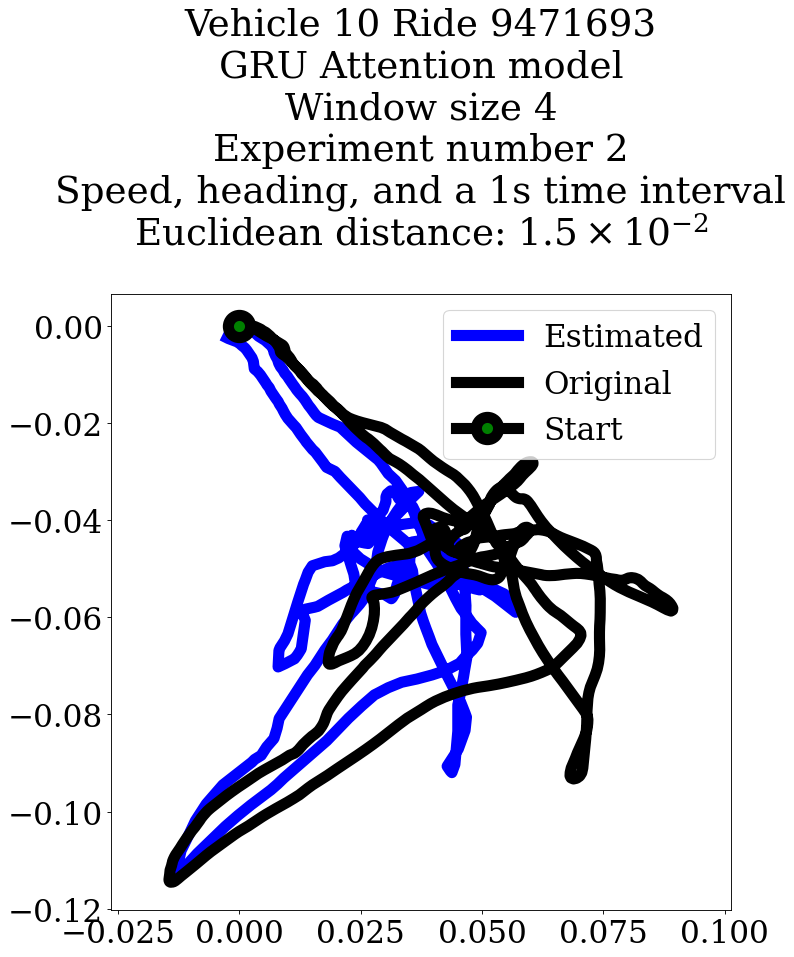 Vehicle 10 Ride 9471693
GRU Attention model
Window size 4
Experiment number 2
Speed, heading, and a 1s time interval
Euclidean distance: 1.5 × 10⁻²
Estimated
Original
Start
0.00
−0.02
−0.04
−0.06
−0.08
−0.10
−0.12
−0.025 0.000 0.025 0.050 0.075 0.100